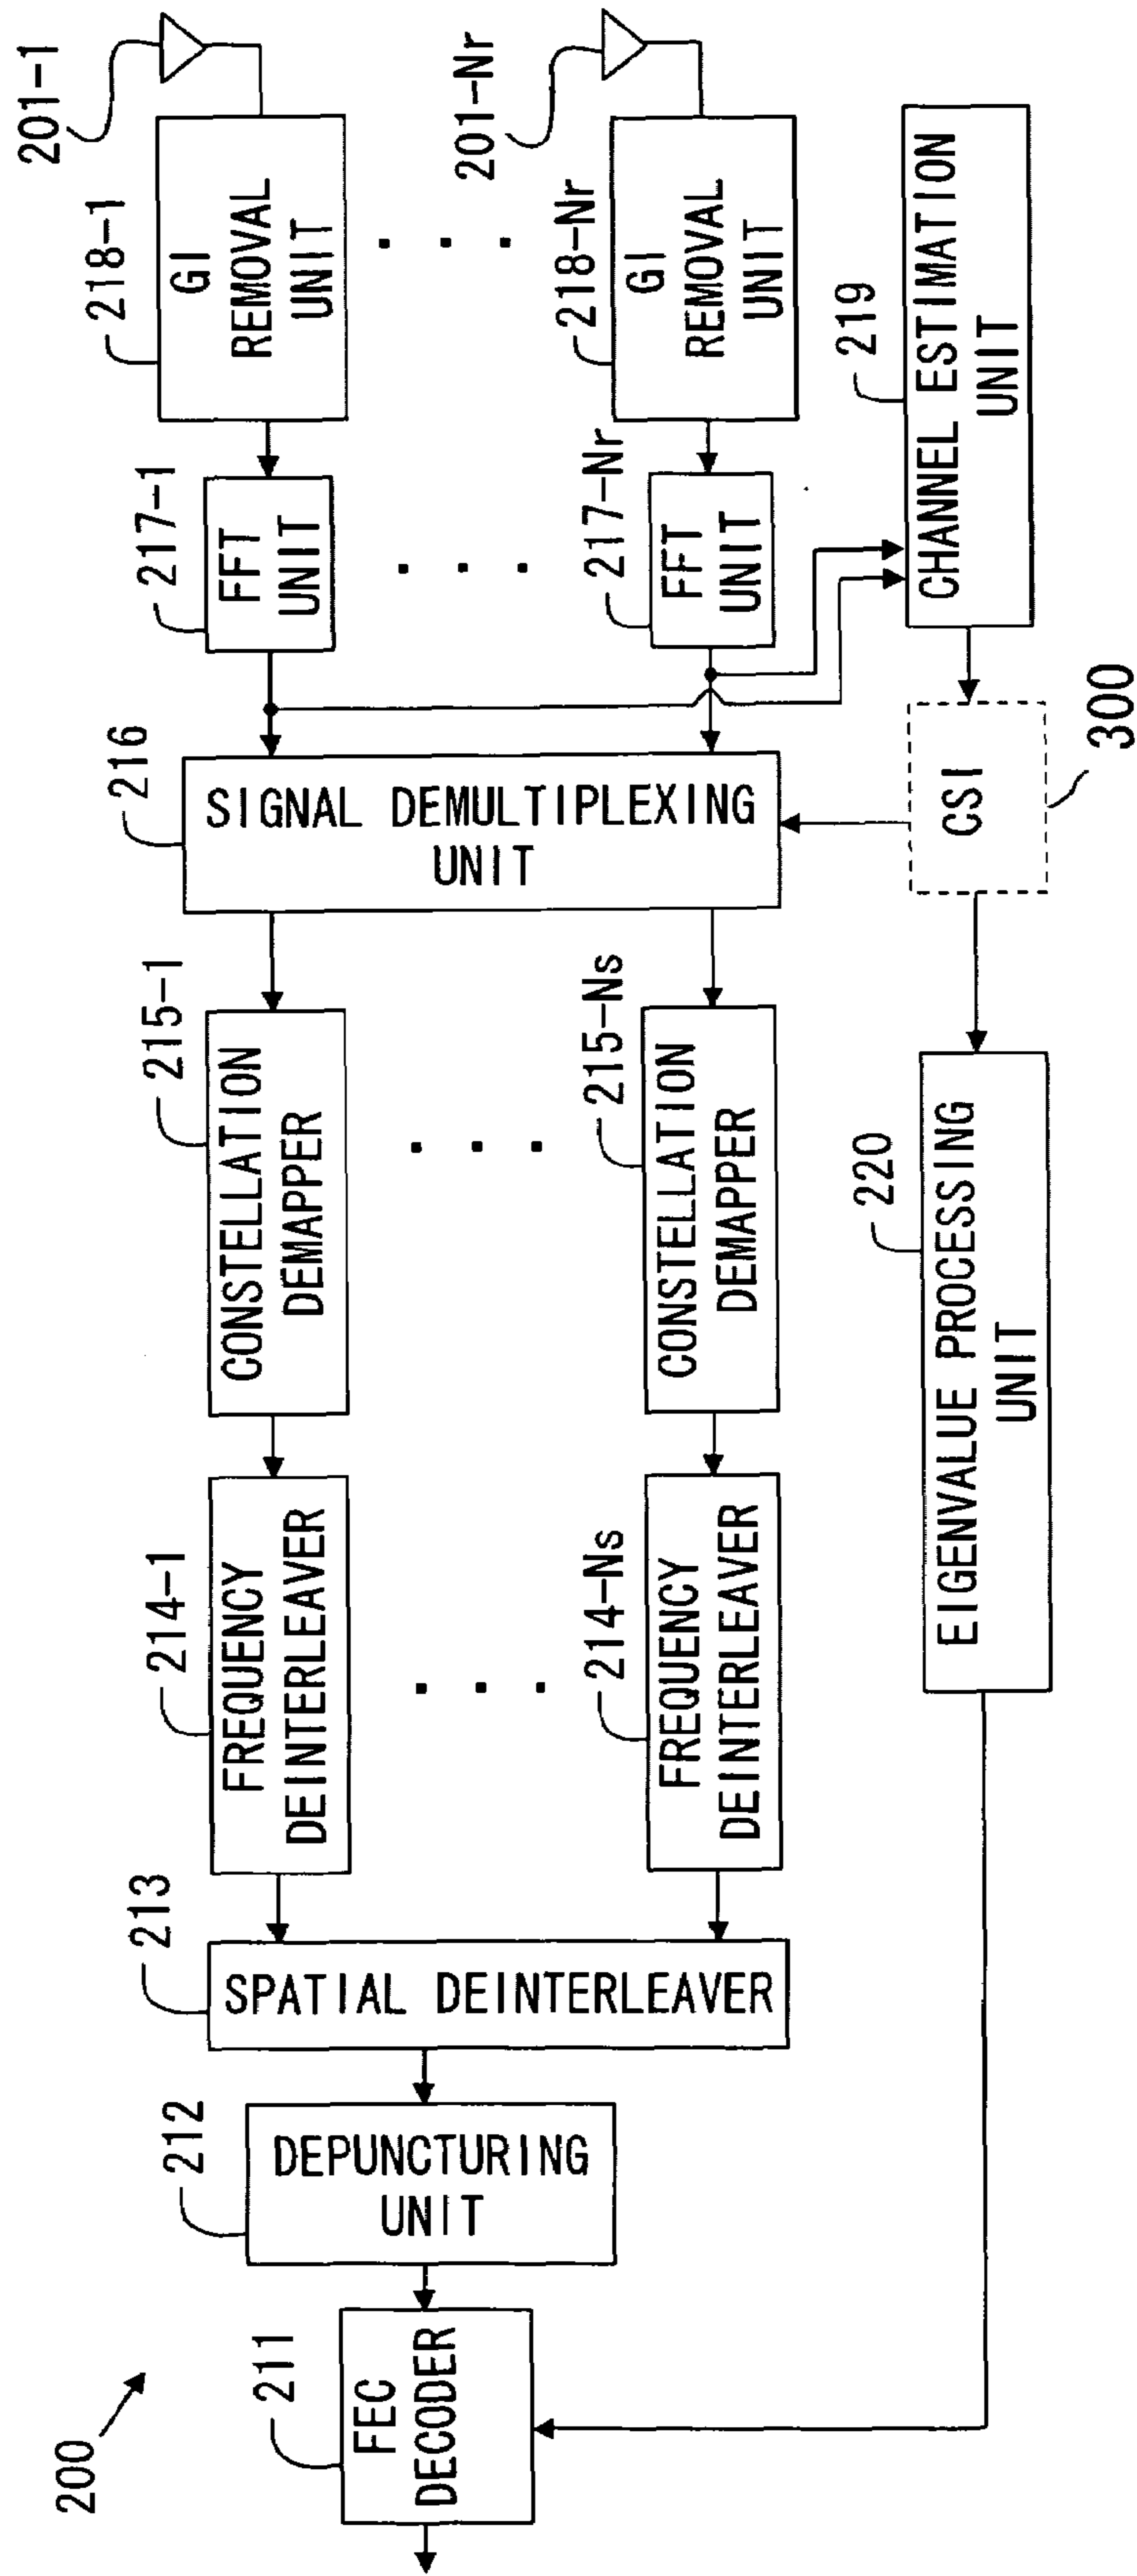 200
211
FEC
DECODER
212
DEPUNCTURING
UNIT
213
SPATIAL DEINTERLEAVER
214-1
FREQUENCY
DEINTERLEAVER
215-1
CONSTELLATION
DEMAPPER
216
SIGNAL DEMULTIPLEXING
UNIT
217-1
FFT
UNIT
218-1
GI
REMOVAL
UNIT
201-1
. . .
. . .
. . .
. . .
214-Ns
FREQUENCY
DEINTERLEAVER
215-Ns
CONSTELLATION
DEMAPPER
217-Nr
FFT
UNIT
218-Nr
GI
REMOVAL
UNIT
201-Nr
220
EIGENVALUE PROCESSING
UNIT
CSI
300
219
CHANNEL ESTIMATION
UNIT